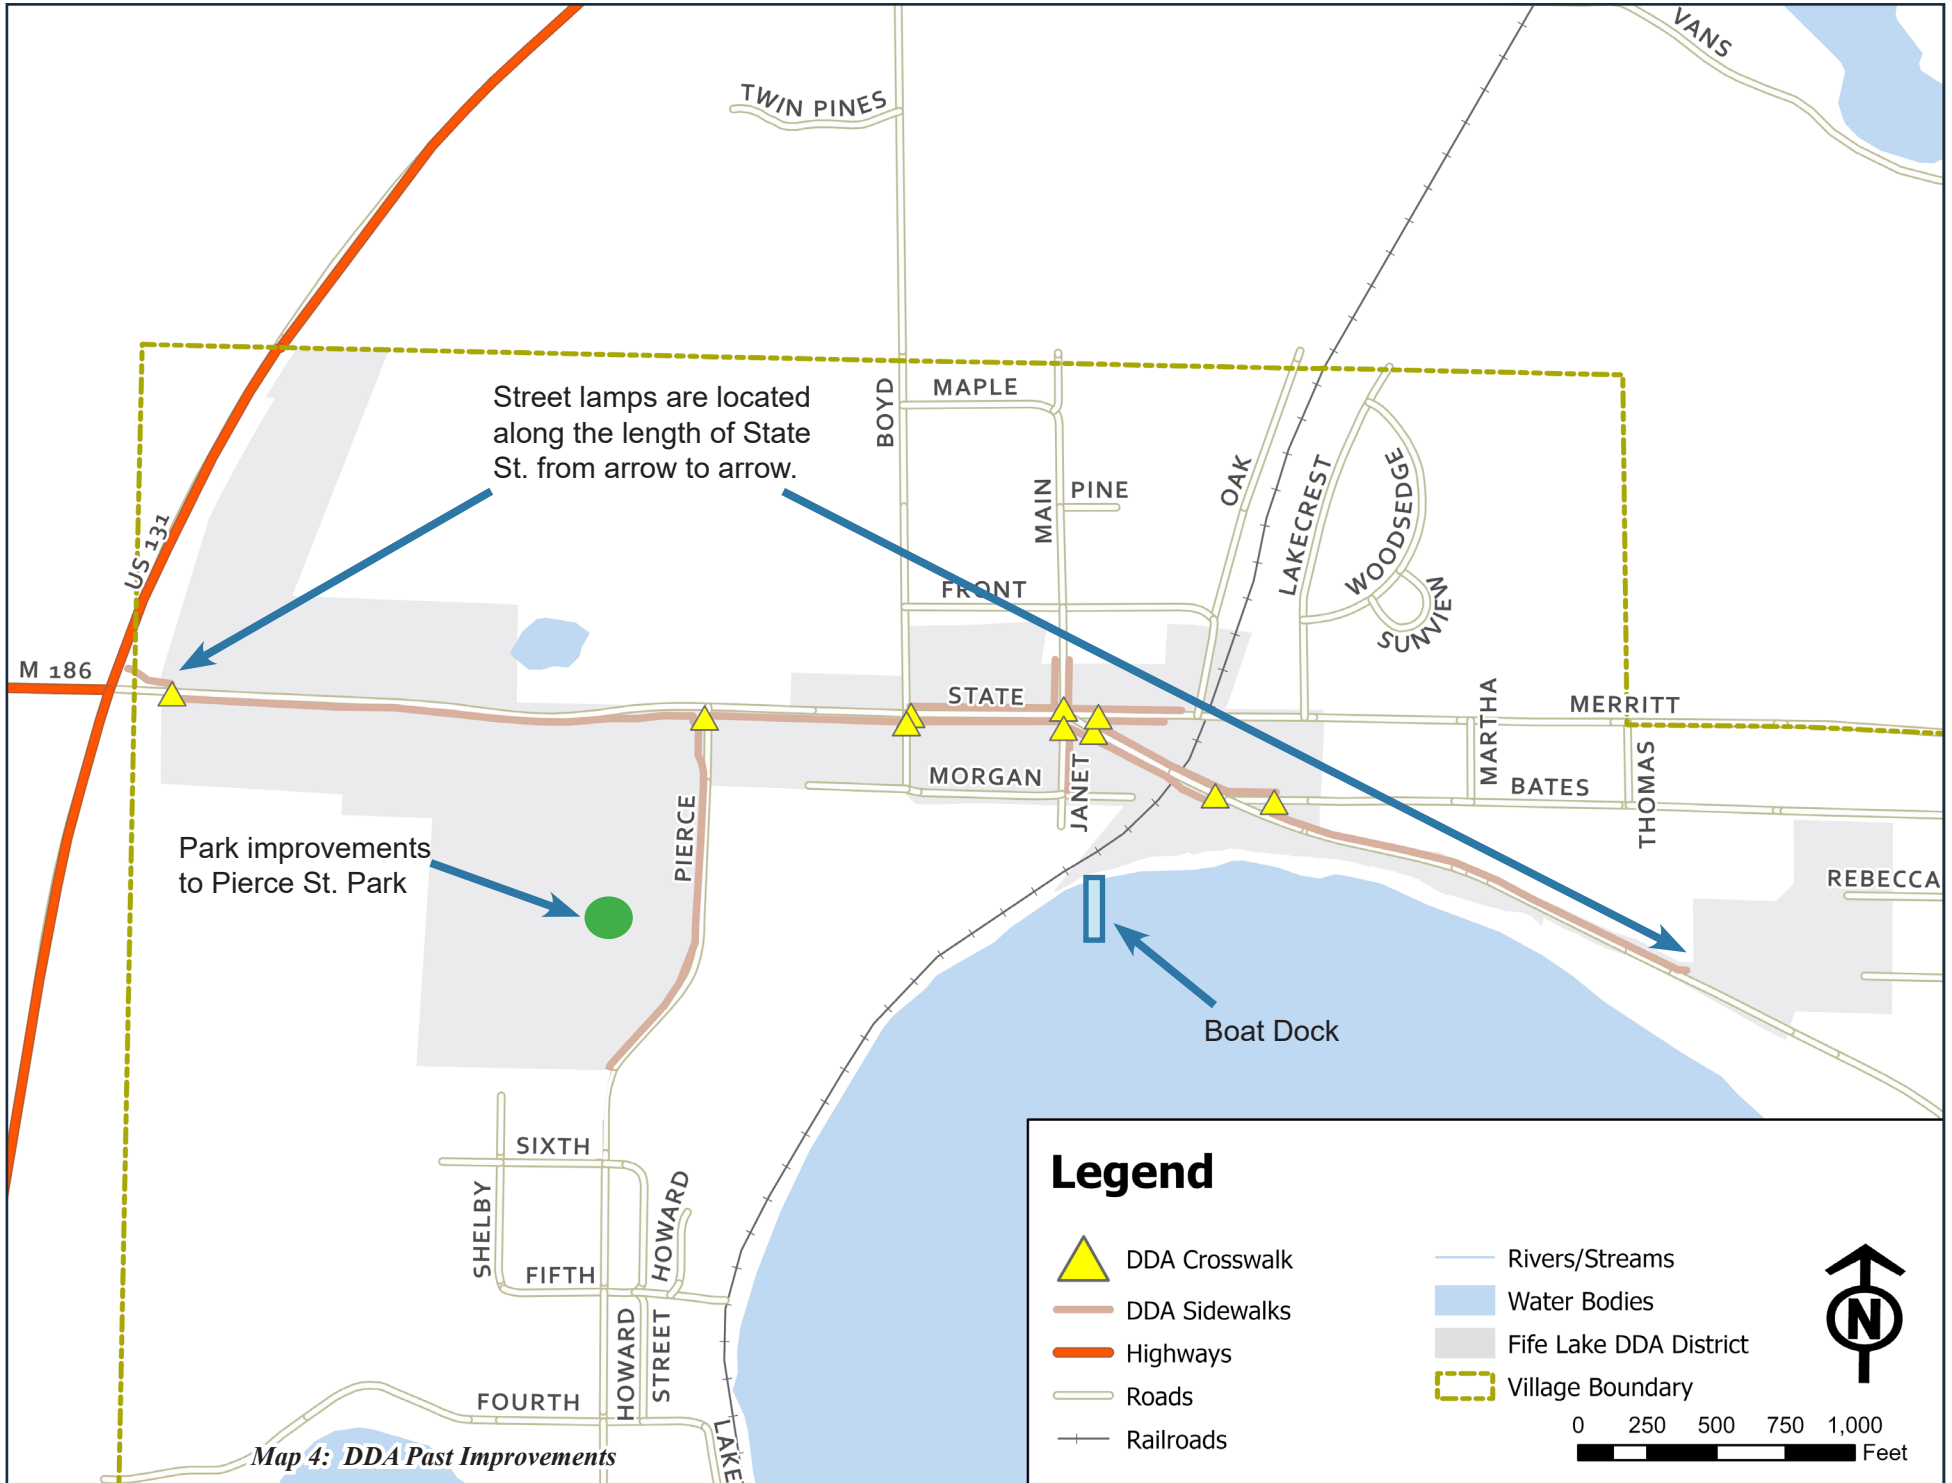 VANS
TWIN PINES
Street lamps are located
along the length of State
St. from arrow to arrow.
BOYD
MAPLE
MAIN
PINE
OAK
LAKECREST
WOODSEDGE
SUNVIEW
US 131
FRONT
M 186
STATE
MARTHA
MERRITT
MORGAN
JANET
BATES
THOMAS
PIERCE
Park improvements
to Pierce St. Park
REBECCA
Boat Dock
SIXTH
SHELBY
HOWARD
FIFTH
HOWARD
STREET
FOURTH
LAKE
Map 4: DDA Past Improvements
Legend
DDA Crosswalk
DDA Sidewalks
Highways
Roads
Railroads
Rivers/Streams
Water Bodies
Fife Lake DDA District
Village Boundary
N
0 250 500 750 1,000
Feet